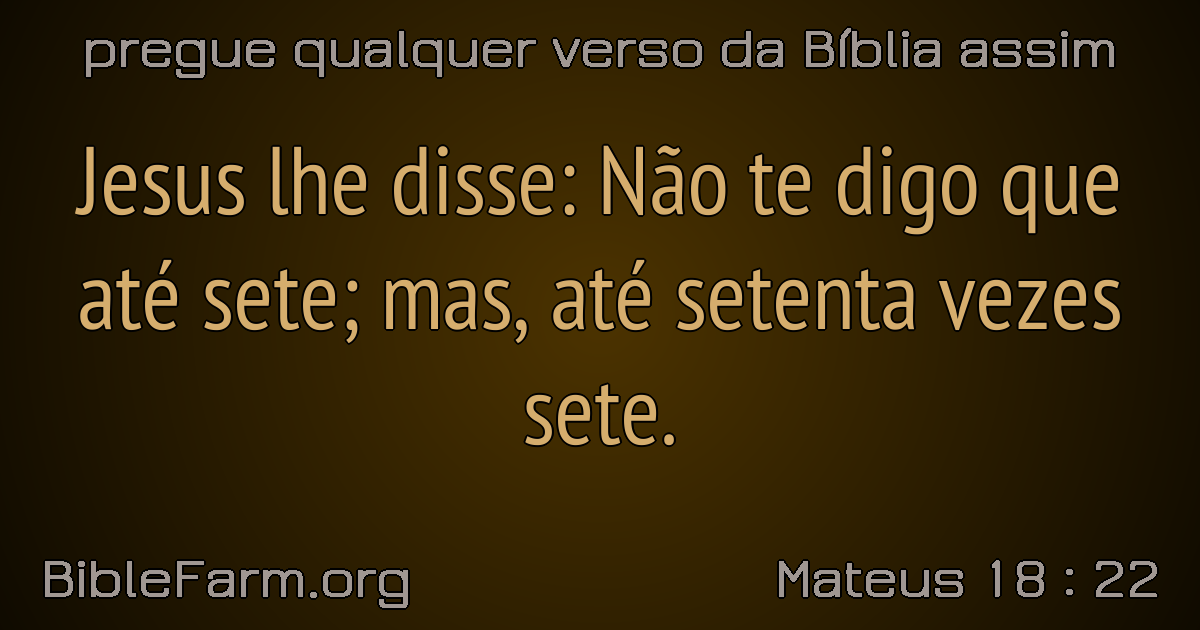 pregue qualquer verso da Bíblia assim
Jesus lhe disse: Não te digo que
até sete; mas, até setenta vezes
sete.
BibleFarm.org
Mateus 18 : 22